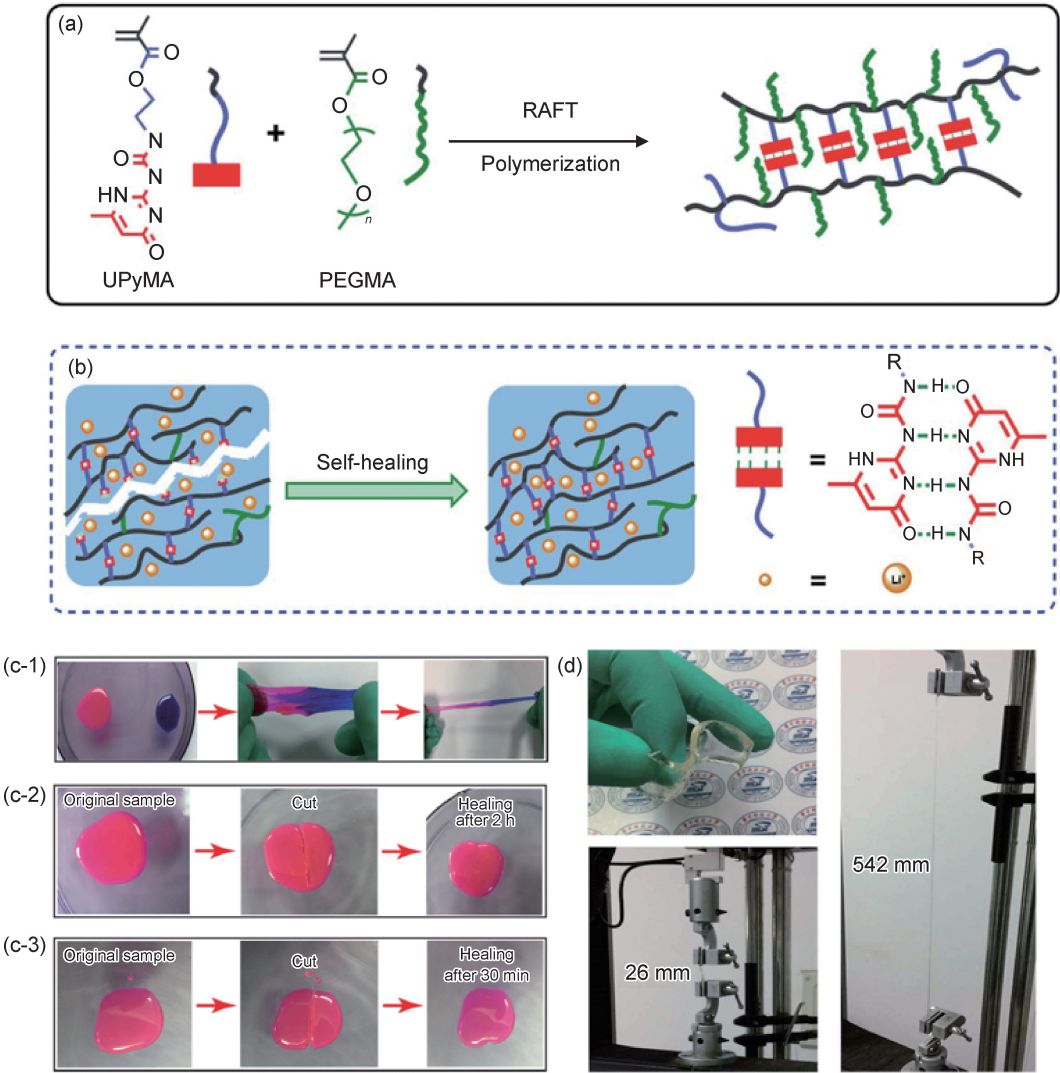 (a)
O
O
N
O
N
HN
N
N
O
UPyMA
+
O
O
O
n
PEGMA
RAFT
Polymerization
(b)
Self-healing
=
R
N
H
O
O
N
H
N
HN
N
H
N
NH
O
O
H
N
R
=
Li+
(c-1)
(c-2)
Original sample
Cut
Healing
after 2 h
(c-3)
Original sample
Cut
Healing
after 30 min
(d)
26 mm
542 mm